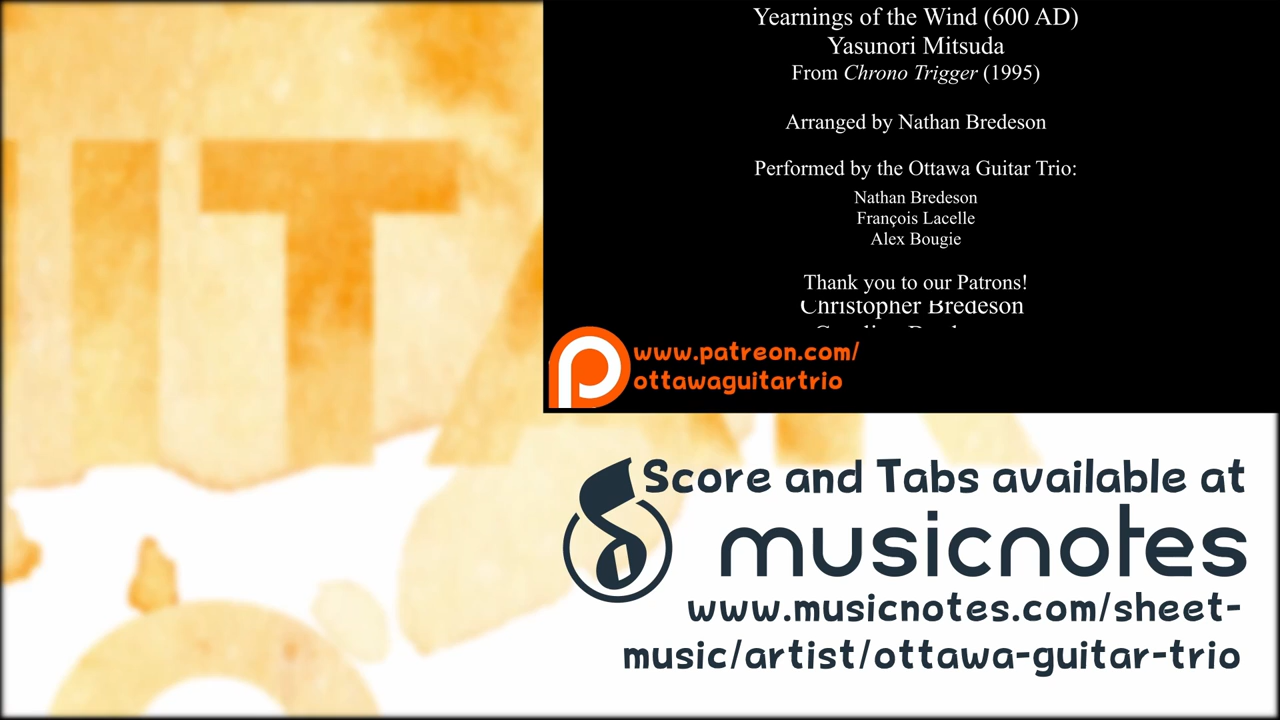 Yearnings of the Wind (600 AD)
Yasunori Mitsuda
From Chrono Trigger (1995)
Arranged by Nathan Bredeson
Performed by the Ottawa Guitar Trio:
Nathan Bredeson
François Lacelle
Alex Bougie
Thank you to our Patrons!
Christopher Bredeson
www.patreon.com/
ottawaguitartrio
Score and Tabs available at
musicnotes
www.musicnotes.com/sheet-
music/artist/ottawa-guitar-trio